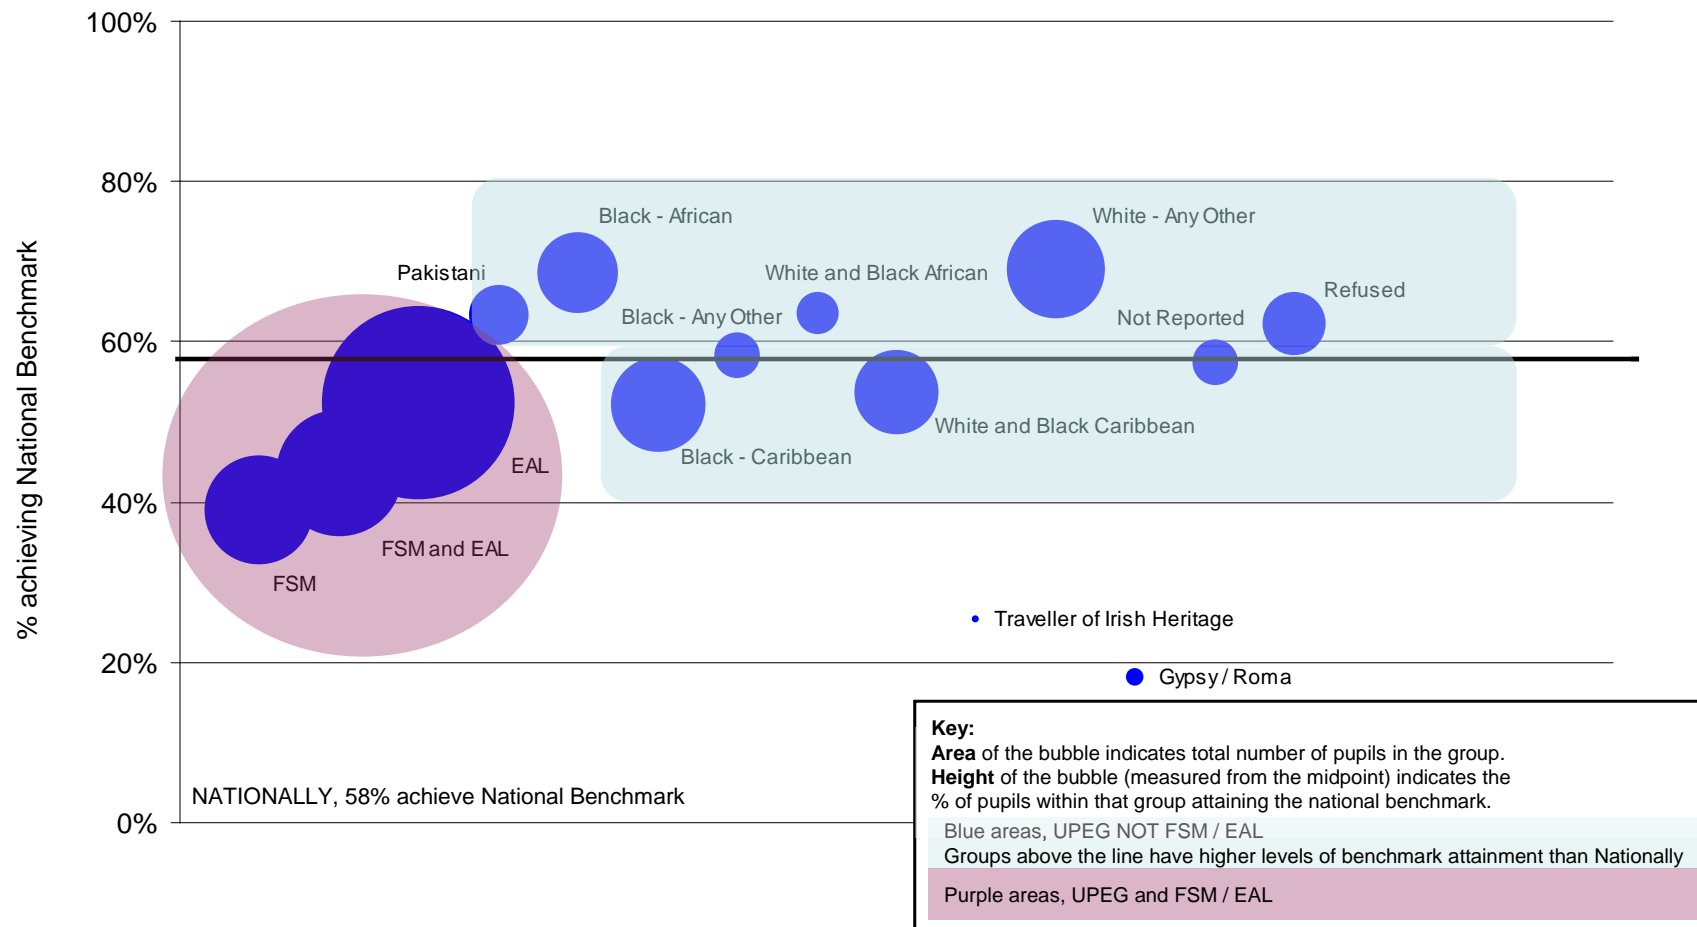 100%
80%
60%
40%
20%
0%
% achieving National Benchmark
Black - African
White - Any Other
Pakistani
White and Black African
Refused
Black - Any Other
Not Reported
White and Black Caribbean
Black - Caribbean
EAL
FSM and EAL
FSM
Traveller of Irish Heritage
Gypsy / Roma
NATIONALLY, 58% achieve National Benchmark
Key:
Area of the bubble indicates total number of pupils in the group.
Height of the bubble (measured from the midpoint) indicates the
% of pupils within that group attaining the national benchmark.
Blue areas, UPEG NOT FSM / EAL
Groups above the line have higher levels of benchmark attainment than Nationally
Purple areas, UPEG and FSM / EAL